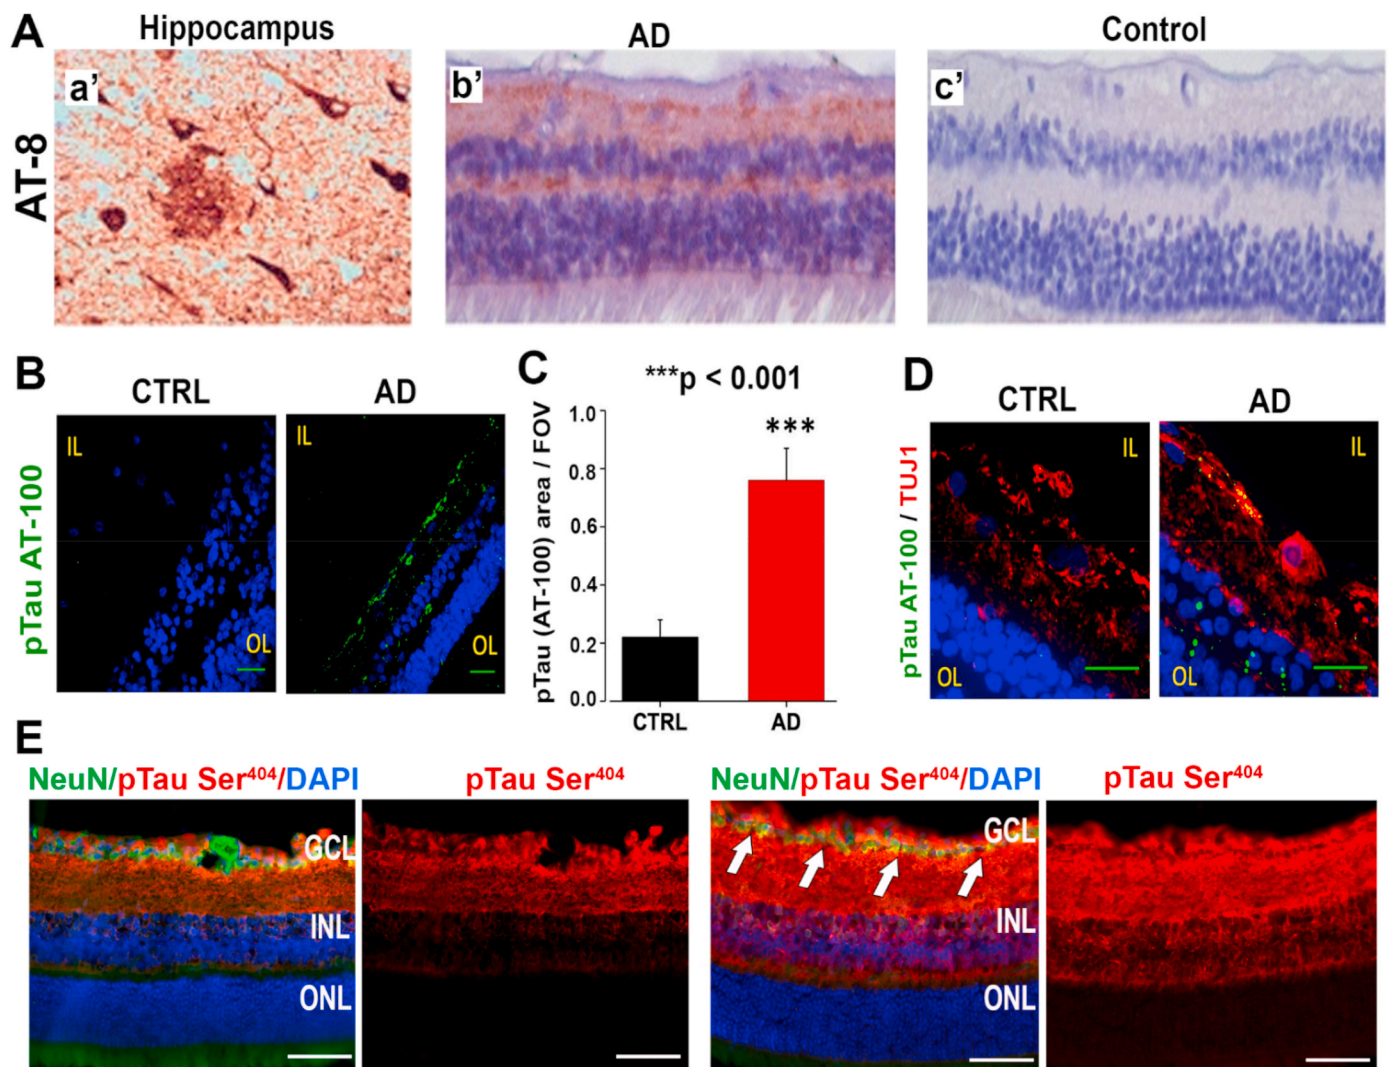 A
Hippocampus
AD
Control
AT-8
a’
b’
c’
B
CTRL
AD
pTau AT-100
IL
OL
IL
OL
C
***p < 0.001
pTau (AT-100) area / FOV
1.0
0.8
0.6
0.4
0.2
0.0
***
CTRL
AD
D
CTRL
AD
pTau AT-100 / TUJ1
IL
OL
IL
OL
E
NeuN/pTau Ser⁴⁰⁴/DAPI
pTau Ser⁴⁰⁴
NeuN/pTau Ser⁴⁰⁴/DAPI
pTau Ser⁴⁰⁴
GCL
INL
ONL
GCL
INL
ONL